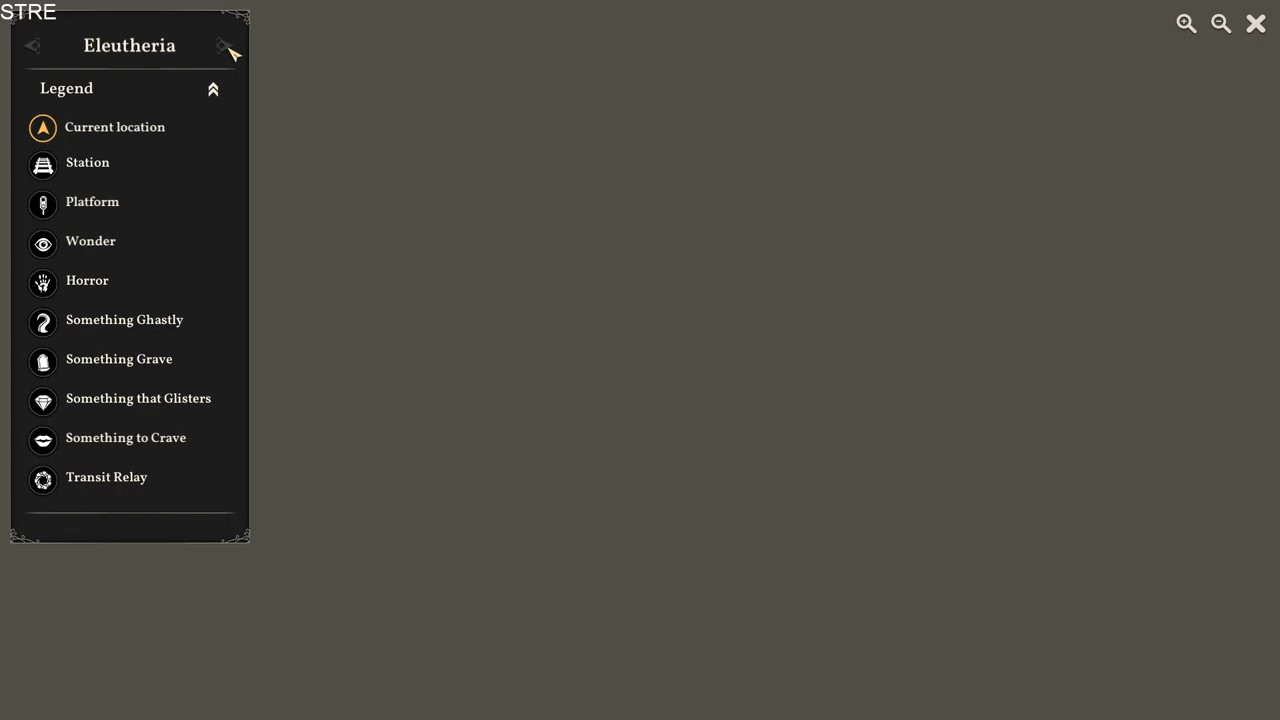 STRE
Eleutheria
Legend
Current location
Station
Platform
Wonder
Horror
Something Ghastly
Something Grave
Something that Glisters
Something to Crave
Transit Relay